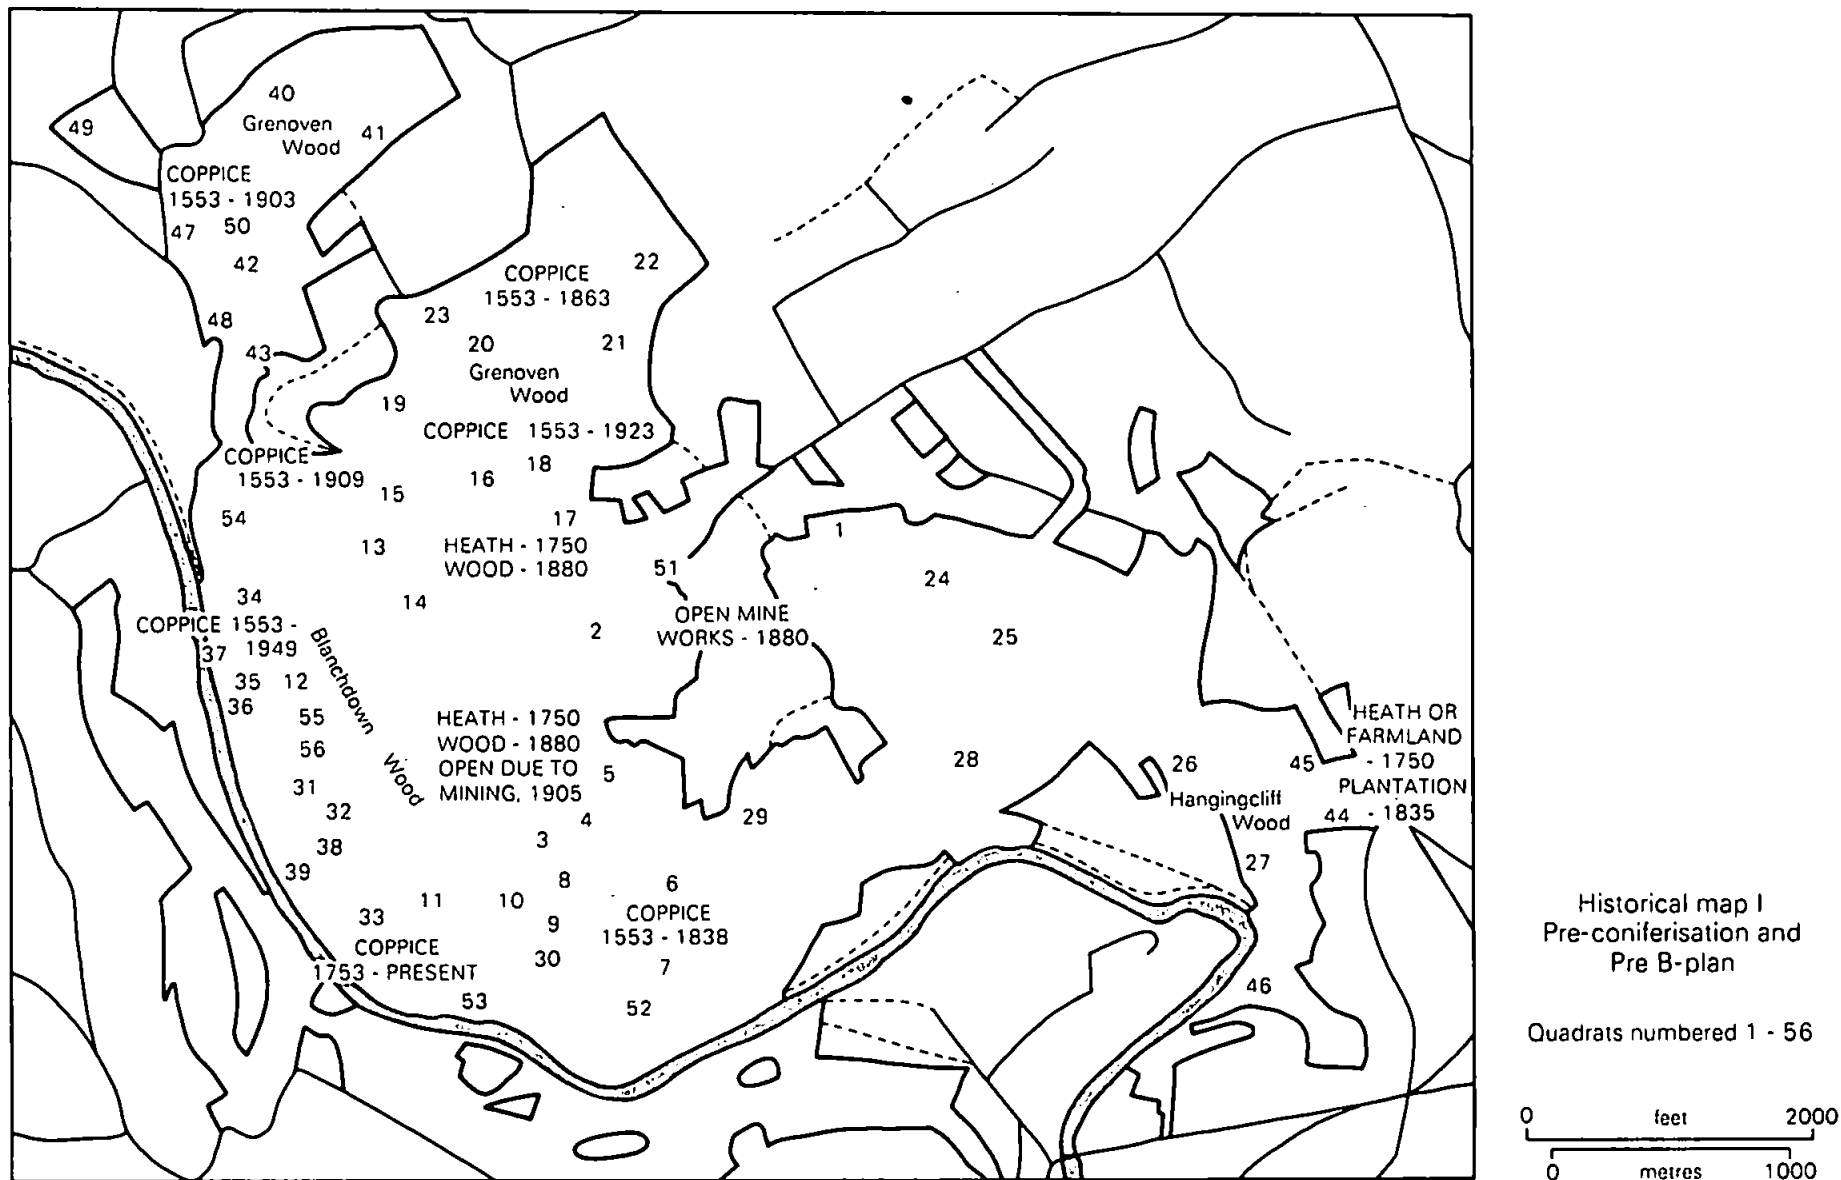 40
Grenoven
Wood
41
49
COPPICE
1553 - 1903
47
50
42
48
43
COPPICE
1553 - 1863
22
23
20
21
Grenoven
Wood
19
COPPICE 1553 - 1923
COPPICE
1553 - 1909
18
16
15
54
17
13
HEATH - 1750
WOOD - 1880
51
1
24
34
14
COPPICE 1553 -
1949
37
2
OPEN MINE
WORKS - 1880
25
35
12
36
55
56
Blanchdown
Wood
31
32
38
39
HEATH - 1750
WOOD - 1880
OPEN DUE TO
MINING, 1905
5
4
3
29
28
26
45
HEATH OR
FARMLAND
- 1750
PLANTATION
- 1835
44
Hangingcliff
Wood
27
8
6
11
10
33
9
COPPICE
1553 - 1838
COPPICE
1753 - PRESENT
30
7
53
52
46
Historical map I
Pre-coniferisation and
Pre B-plan
Quadrats numbered 1 - 56
0 feet 2000
0 metres 1000